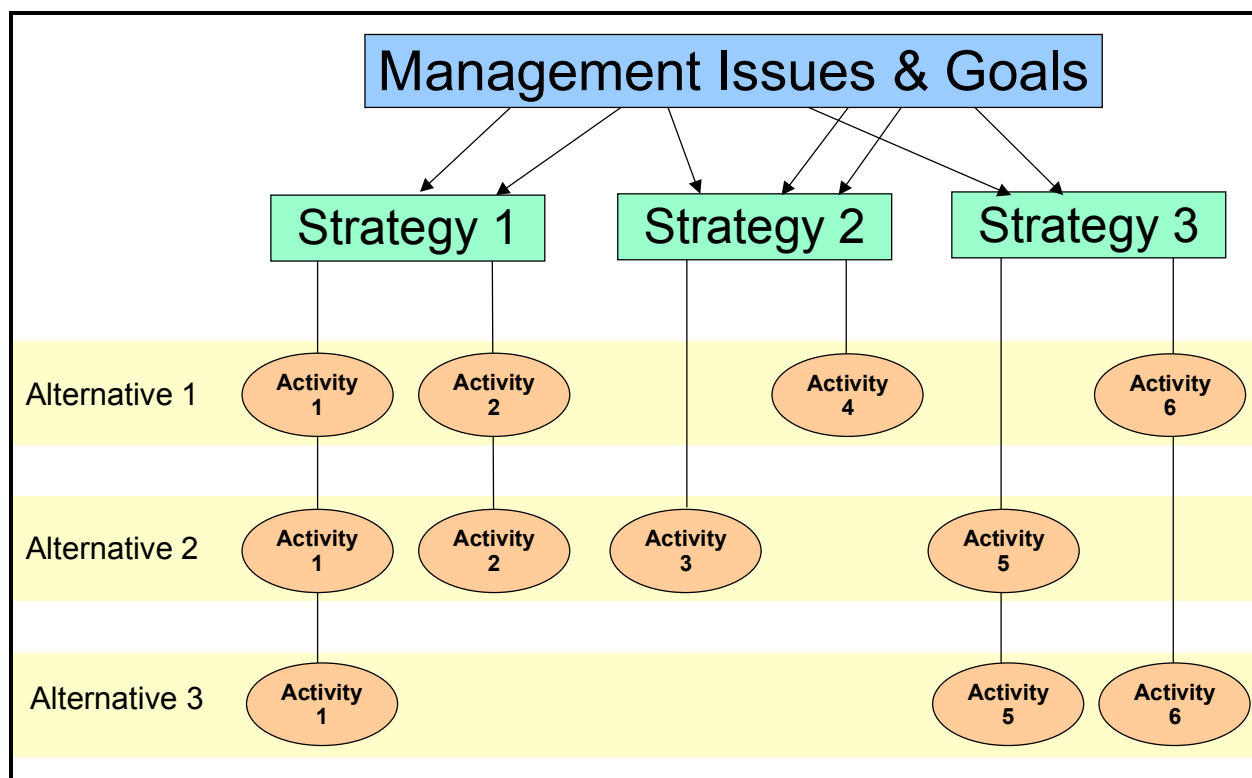 Management Issues & Goals
Strategy 1
Strategy 2
Strategy 3
Alternative 1
Activity
1
Activity
2
Activity
4
Activity
6
Alternative 2
Activity
1
Activity
2
Activity
3
Activity
5
Alternative 3
Activity
1
Activity
5
Activity
6